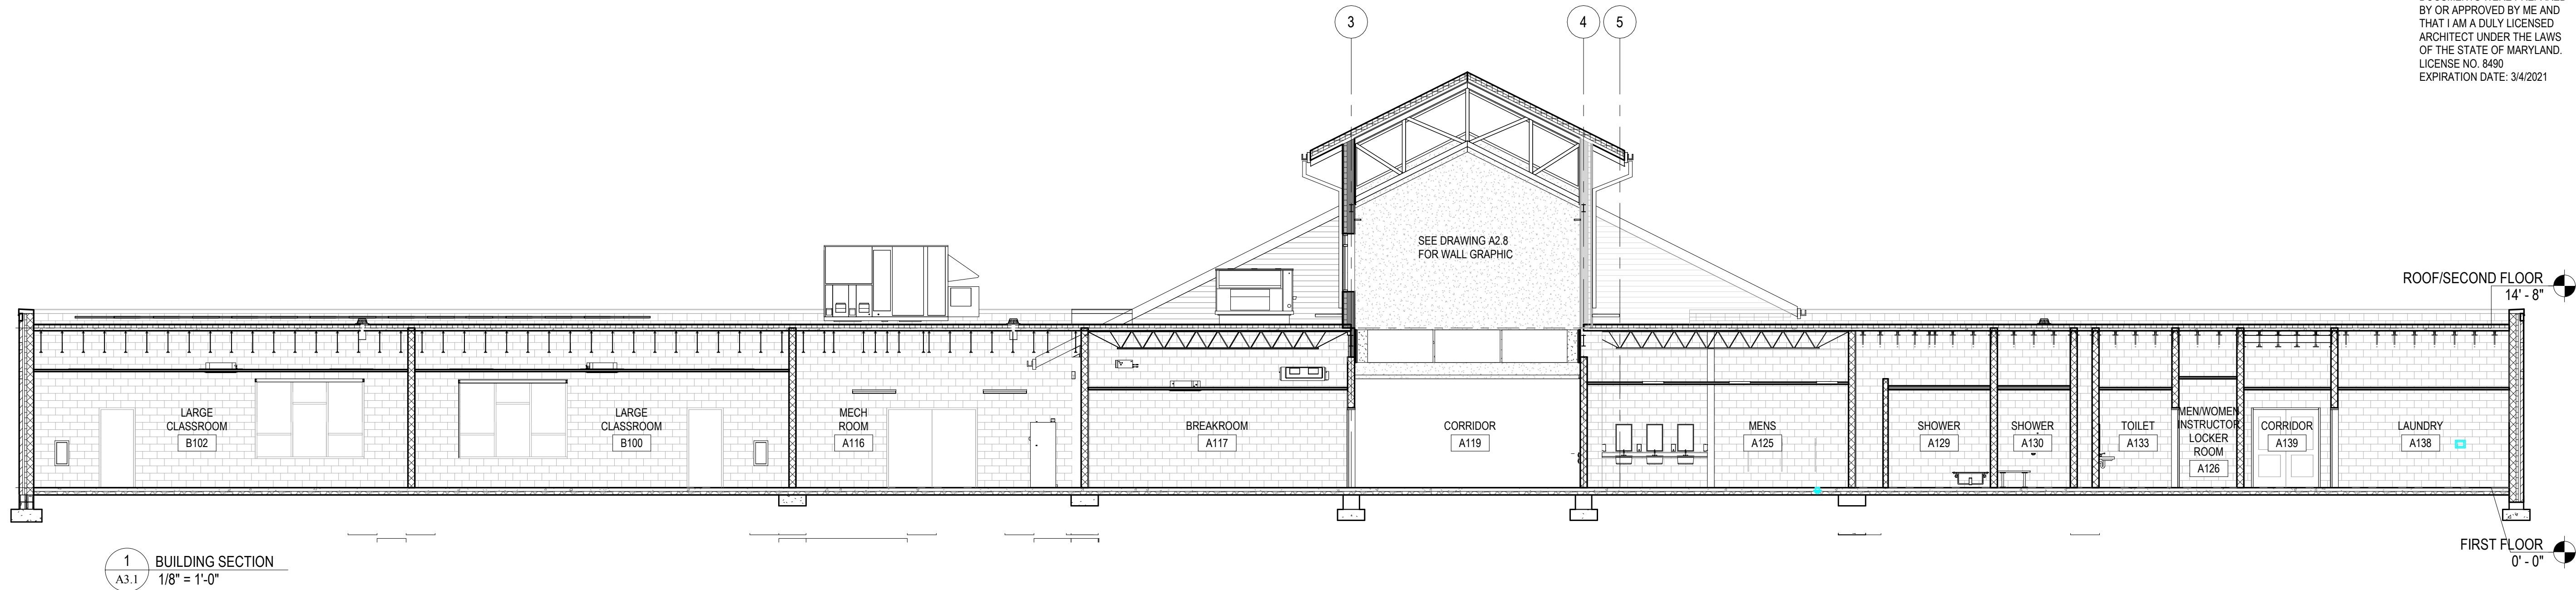 3
4
5
BY OR APPROVED BY ME AND
THAT I AM A DULY LICENSED
ARCHITECT UNDER THE LAWS
OF THE STATE OF MARYLAND.
LICENSE NO. 8490
EXPIRATION DATE: 3/4/2021
SEE DRAWING A2.8
FOR WALL GRAPHIC
ROOF/SECOND FLOOR
14' - 8"
LARGE
CLASSROOM
B102
LARGE
CLASSROOM
B100
MECH
ROOM
A116
BREAKROOM
A117
CORRIDOR
A119
MENS
A125
SHOWER
A129
SHOWER
A130
TOILET
A133
MEN/WOMEN
INSTRUCTOR
LOCKER
ROOM
A126
CORRIDOR
A139
LAUNDRY
A138
FIRST FLOOR
0' - 0"
1
A3.1
BUILDING SECTION
1/8" = 1'-0"